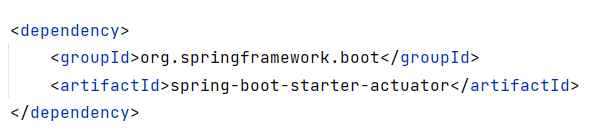 <dependency>
    <groupId>org.springframework.boot</groupId>
    <artifactId>spring-boot-starter-actuator</artifactId>
</dependency>